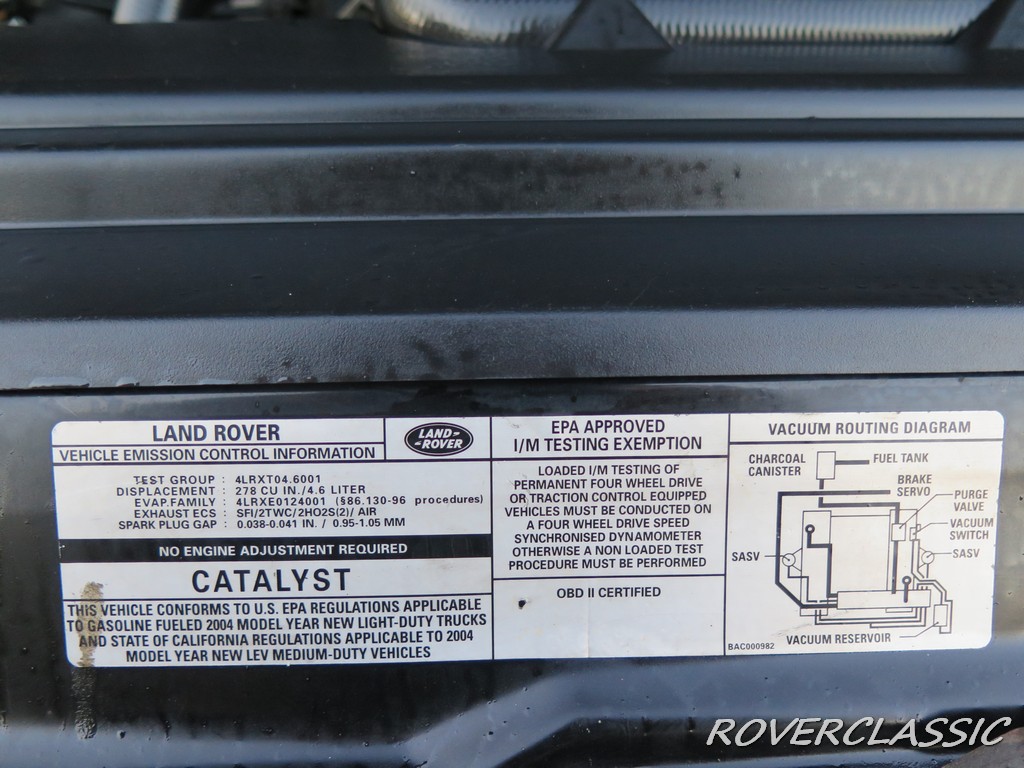 LAND ROVER
LAND-
-ROVER
VEHICLE EMISSION CONTROL INFORMATION
TEST GROUP : 4LRXT04.6001
DISPLACEMENT : 278 CU IN./4.6 LITER
EVAP.FAMILY : 4LRXE0124001 (§86.130-96 procedures)
EXHAUST ECS : SFI/2TWC/2HO2S(2)/ AIR
SPARK PLUG GAP : 0.038-0.041 IN. / 0.95-1.05 MM
NO ENGINE ADJUSTMENT REQUIRED
CATALYST
THIS VEHICLE CONFORMS TO U.S. EPA REGULATIONS APPLICABLE
TO GASOLINE FUELED 2004 MODEL YEAR NEW LIGHT-DUTY TRUCKS
AND STATE OF CALIFORNIA REGULATIONS APPLICABLE TO 2004
MODEL YEAR NEW LEV MEDIUM-DUTY VEHICLES
EPA APPROVED
I/M TESTING EXEMPTION
LOADED I/M TESTING OF
PERMANENT FOUR WHEEL DRIVE
OR TRACTION CONTROL EQUIPPED
VEHICLES MUST BE CONDUCTED ON
A FOUR WHEEL DRIVE SPEED
SYNCHRONISED DYNAMOMETER
OTHERWISE A NON LOADED TEST
PROCEDURE MUST BE PERFORMED
OBD II CERTIFIED
VACUUM ROUTING DIAGRAM
CHARCOAL
CANISTER
FUEL TANK
BRAKE
SERVO
PURGE
VALVE
VACUUM
SWITCH
SASV
SASV
VACUUM RESERVOIR
BAC000982
ROVERCLASSIC